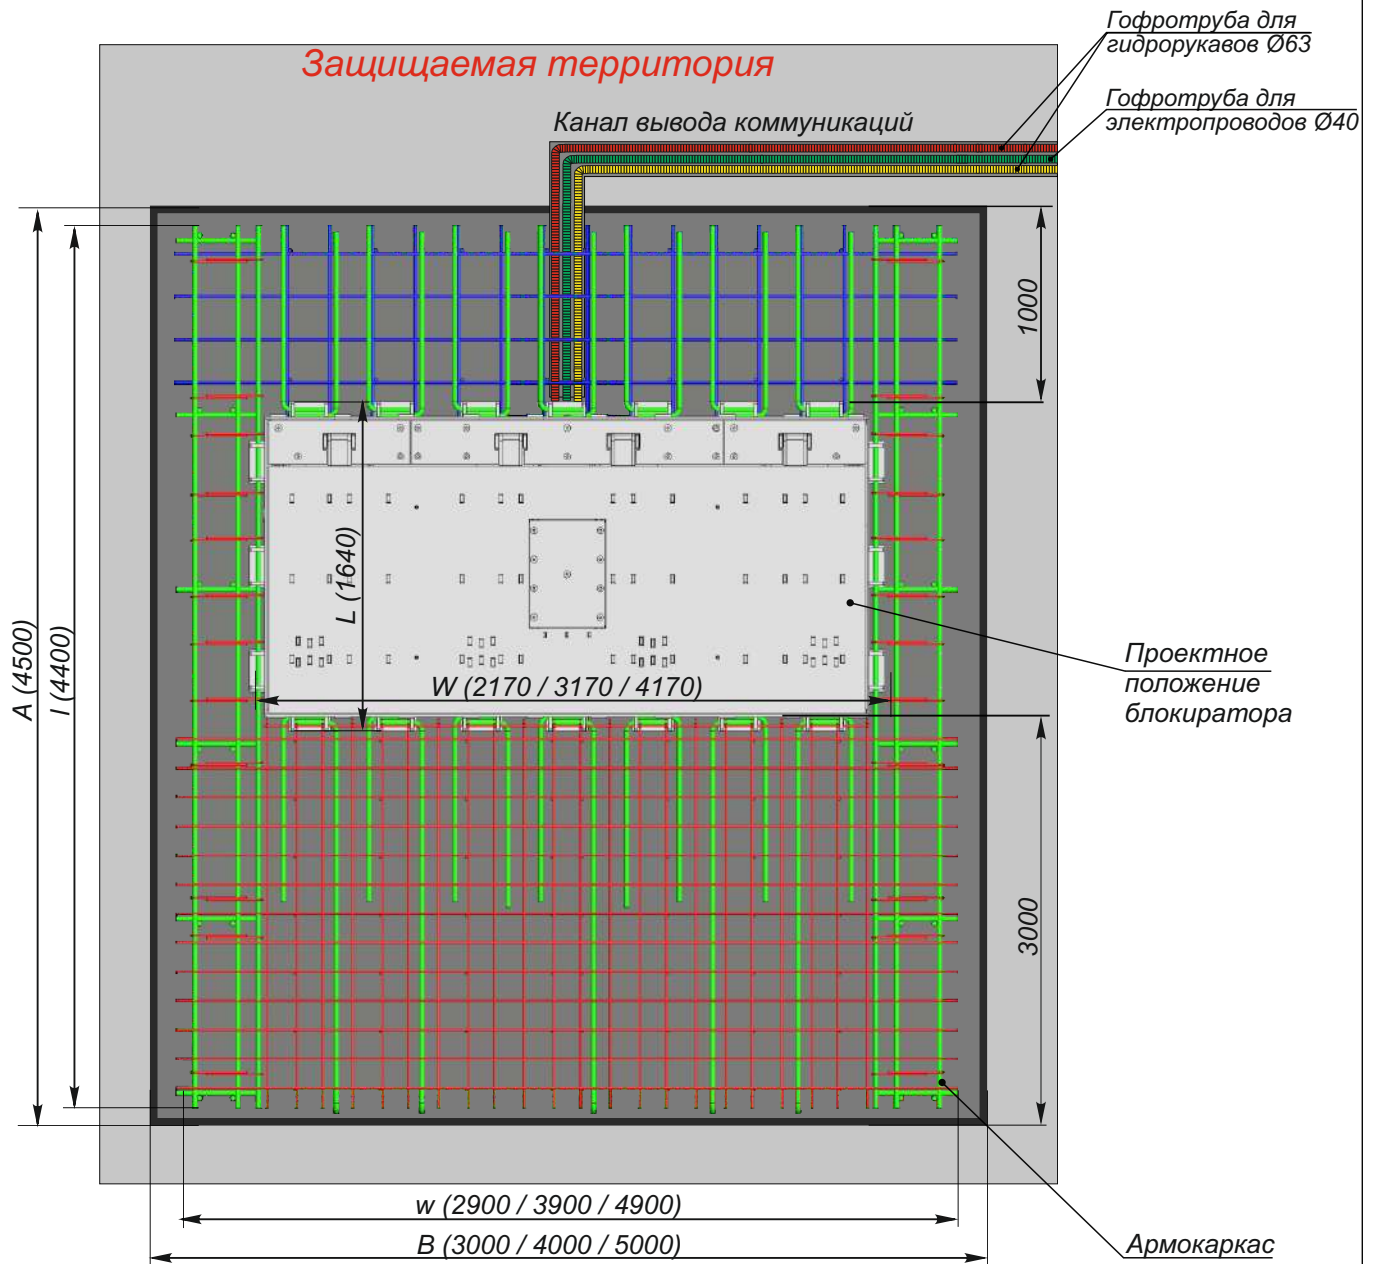 Гофротруба для
гидрорукавов Ø63
Защищаемая территория
Гофротруба для
электропроводов Ø40
Канал вывода коммуникаций
1000
L (1640)
A (4500)
l (4400)
Проектное
положение
блокиратора
W (2170 / 3170 / 4170)
3000
w (2900 / 3900 / 4900)
B (3000 / 4000 / 5000)
Армокаркас